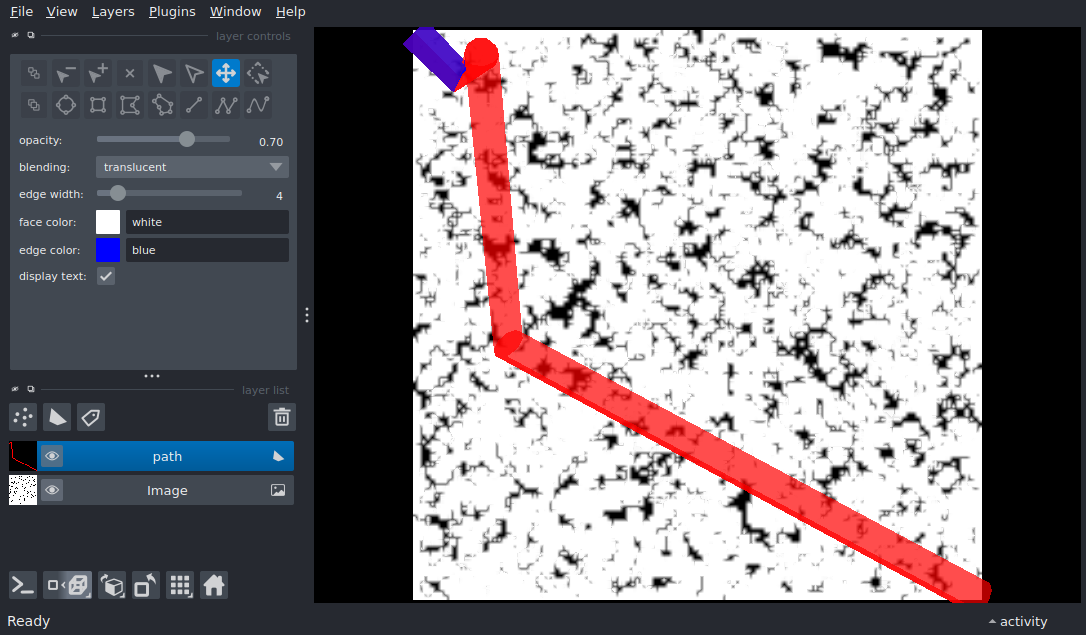 File View Layers Plugins Window Help
layer controls
opacity: 0.70
blending: translucent
edge width: 4
face color: white
edge color: blue
display text:
layer list
path
Image
Ready activity